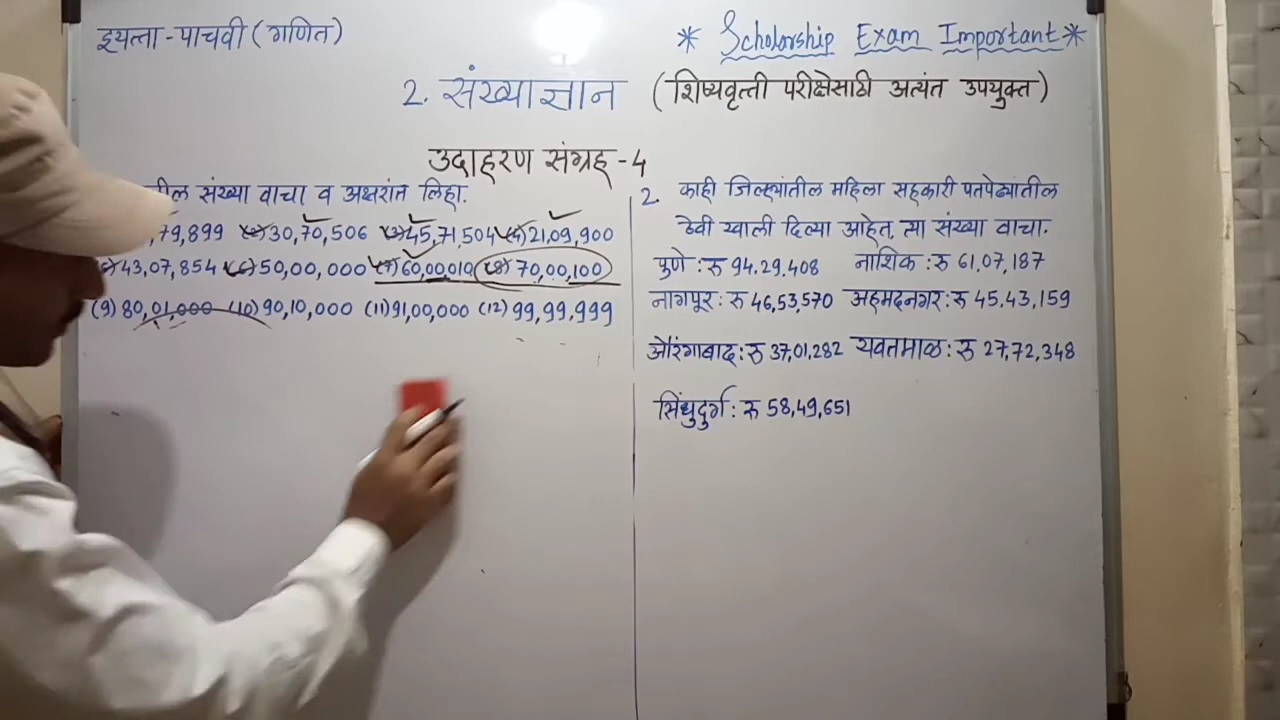 इयत्ता-पाचवी (गणित)
* Scholarship Exam Important *
2. संख्याज्ञान (शिष्यवृत्ती परीक्षेसाठी अत्यंत उपयुक्त)
उदाहरण संग्रह-4
संख्या वाचा व अक्षरांत लिहा.
79,899 30,70,506 45,71,504 21,09,900
43,07,854 50,00,000 (7) 60,00,010 (8) 70,00,100
(9) 80,01,000 (10) 90,10,000 (11) 91,00,000 (12) 99,99,999
2. काही जिल्ह्यांतील महिला सहकारी पतपेढ्यांतील
ठेवी खाली दिल्या आहेत, त्या संख्या वाचा.
पुणे: रु 94,29,408 नाशिक: रु 61,07,187
नागपूर: रु 46,53,570 अहमदनगर: रु 45,43,159
औरंगाबाद: रु 37,01,282 यवतमाळ: रु 27,72,348
सिंधुदुर्ग: रु 58,49,651